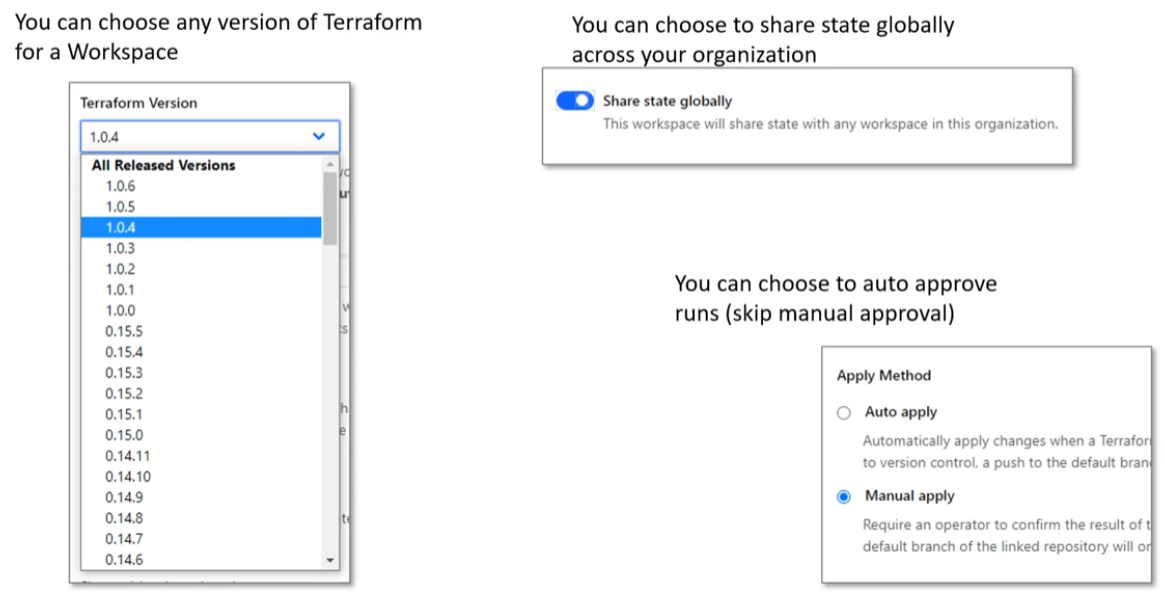 You can choose any version of Terraform
for a Workspace
Terraform Version
1.0.4
All Released Versions
1.0.6
1.0.5
1.0.4
1.0.3
1.0.2
1.0.1
1.0.0
0.15.5
0.15.4
0.15.3
0.15.2
0.15.1
0.15.0
0.14.11
0.14.10
0.14.9
0.14.8
0.14.7
0.14.6
You can choose to share state globally
across your organization
Share state globally
This workspace will share state with any workspace in this organization.
You can choose to auto approve
runs (skip manual approval)
Apply Method
Auto apply
Automatically apply changes when a
to version control, a push to the default
Manual apply
Require an operator to confirm the result of
default branch of the linked repository will